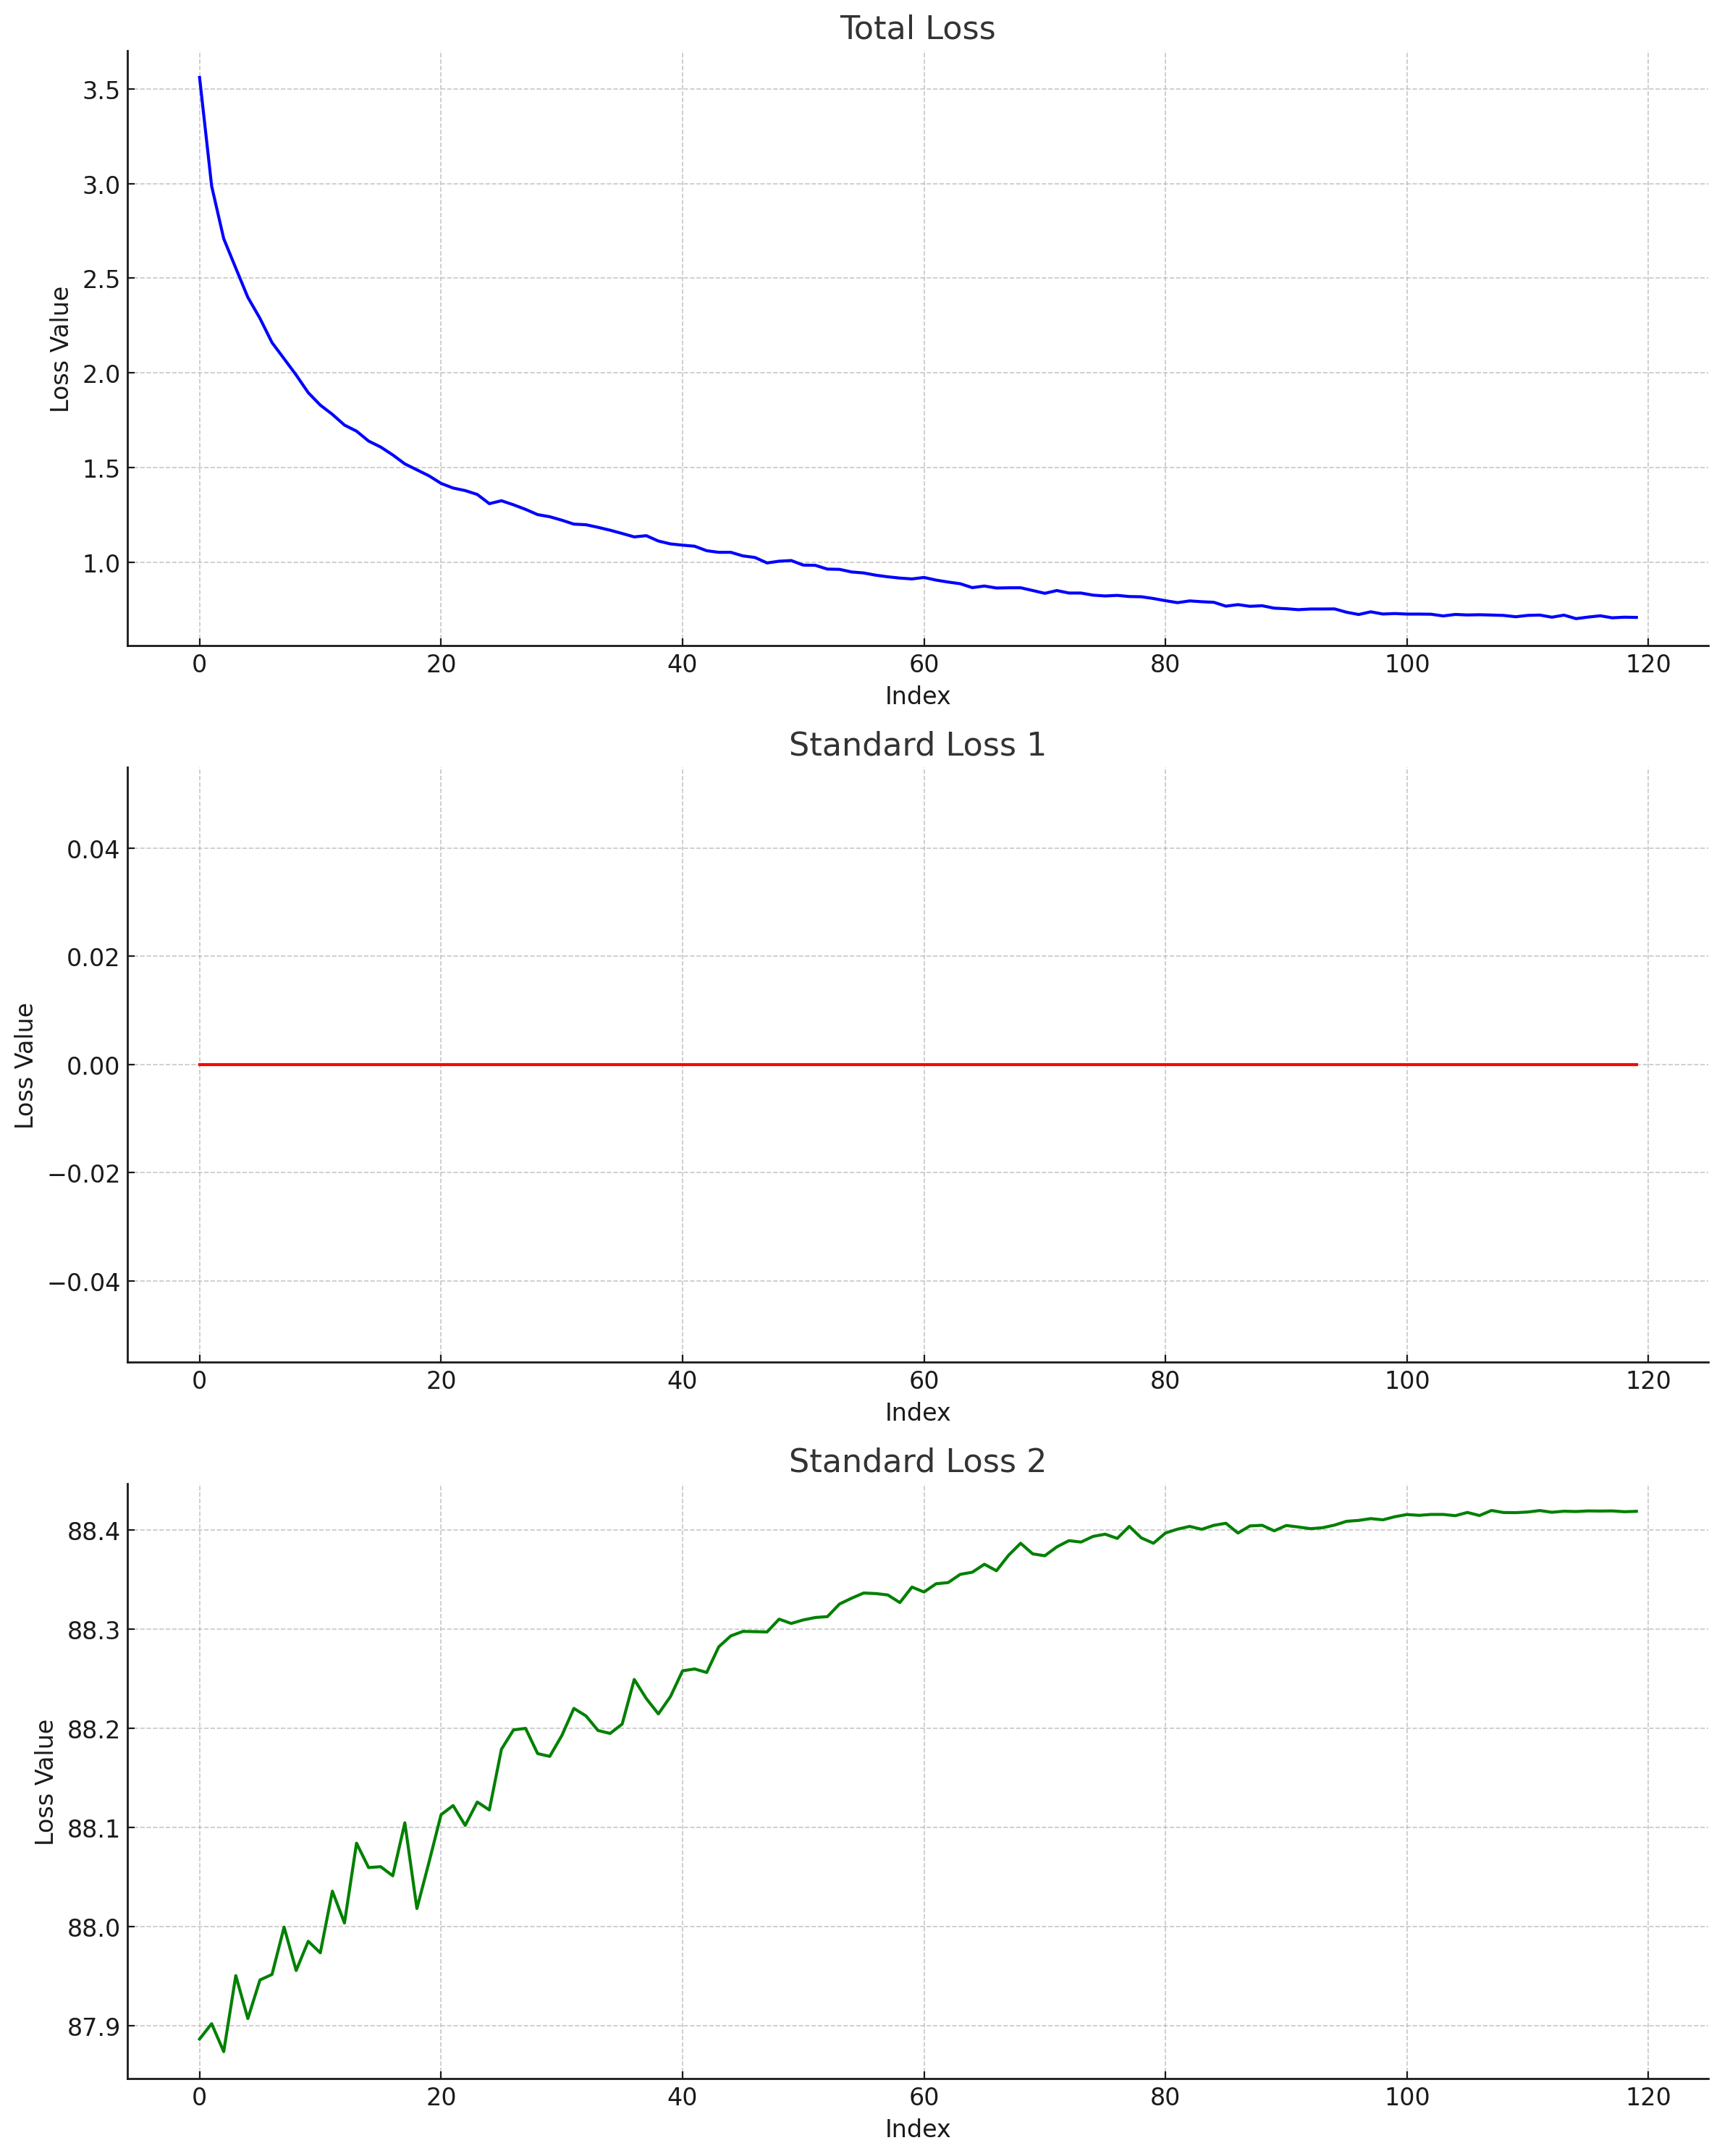 Total Loss
Loss Value
3.5
3.0
2.5
2.0
1.5
1.0
0 20 40 60 80 100 120
Index
Standard Loss 1
Loss Value
0.04
0.02
0.00
−0.02
−0.04
0 20 40 60 80 100 120
Index
Standard Loss 2
Loss Value
88.4
88.3
88.2
88.1
88.0
87.9
0 20 40 60 80 100 120
Index